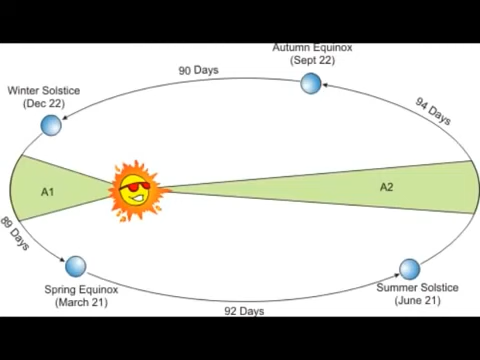 Autumn Equinox
(Sept 22)
90 Days
Winter Solstice
(Dec 22)
94 Days
A1
A2
89 Days
Spring Equinox
(March 21)
Summer Solstice
(June 21)
92 Days